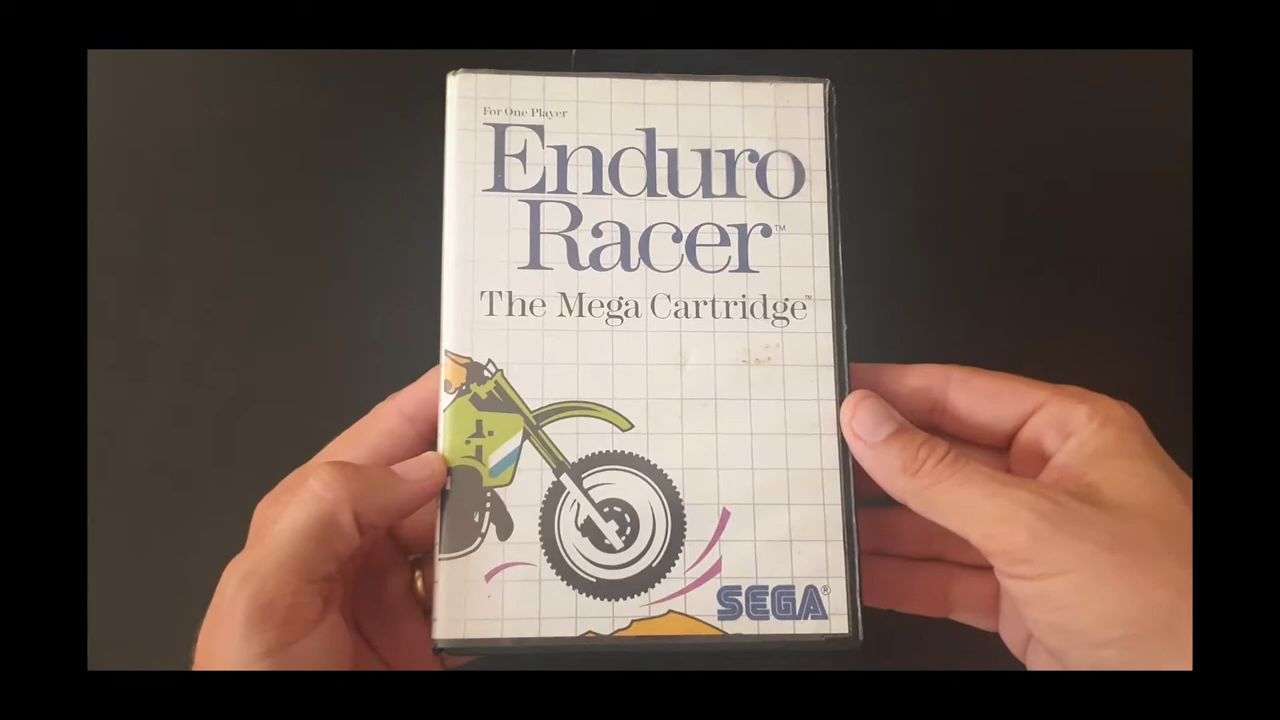 For One Player
Enduro
Racer™
The Mega Cartridge™
SEGA®